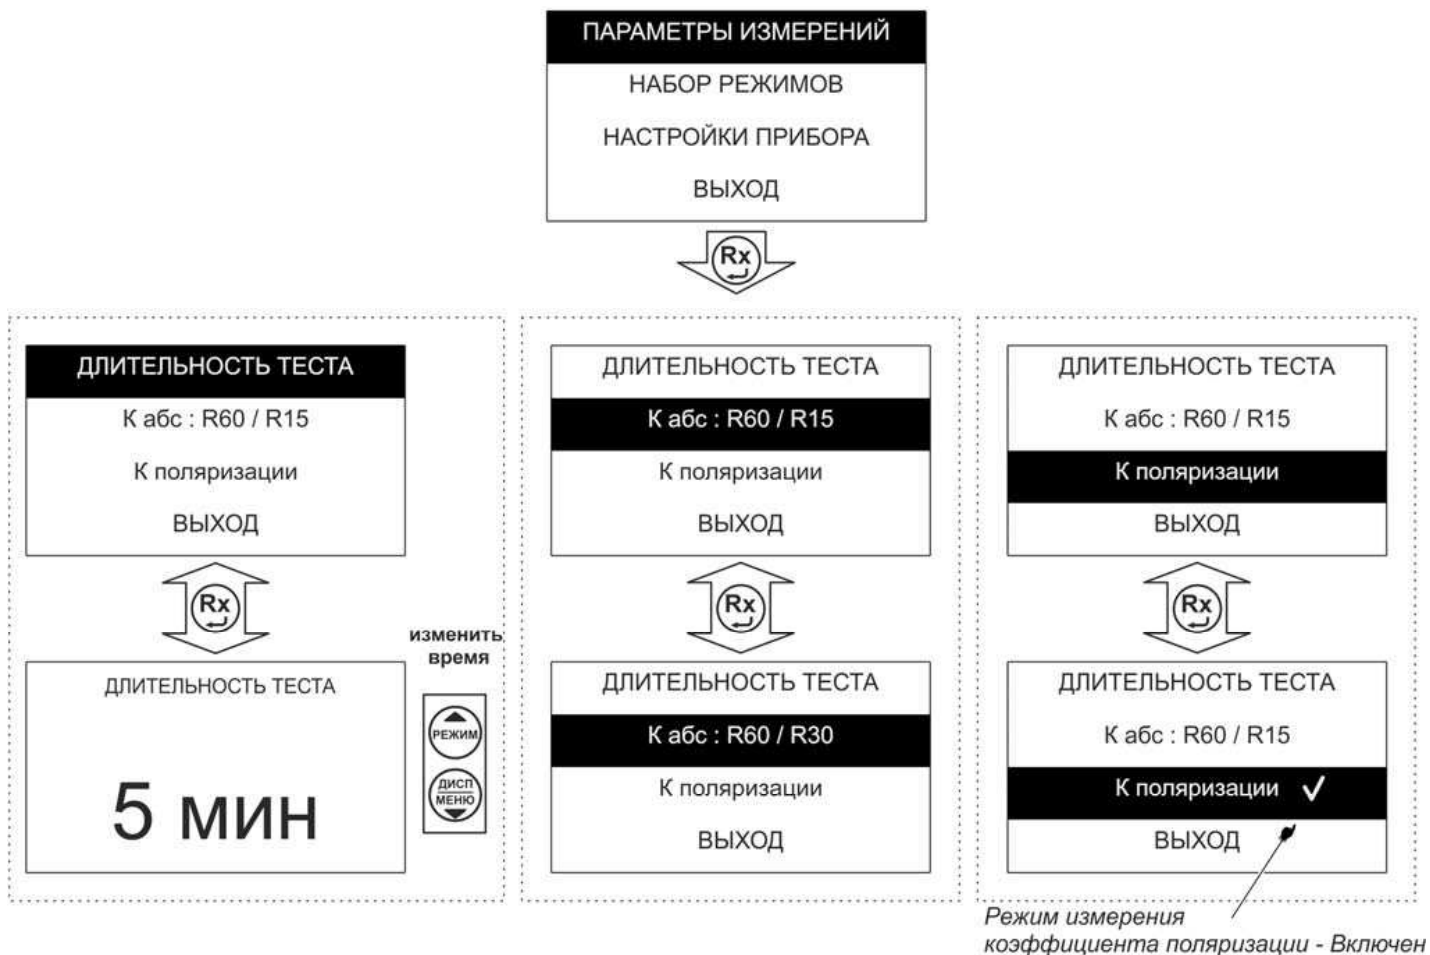 ПАРАМЕТРЫ ИЗМЕРЕНИЙ
НАБОР РЕЖИМОВ
НАСТРОЙКИ ПРИБОРА
ВЫХОД
Rx
ДЛИТЕЛЬНОСТЬ ТЕСТА
К абс : R60 / R15
К поляризации
ВЫХОД
Rx
ДЛИТЕЛЬНОСТЬ ТЕСТА
5 мин
изменить
время
РЕЖИМ
ДИСП
МЕНЮ
ДЛИТЕЛЬНОСТЬ ТЕСТА
К абс : R60 / R15
К поляризации
ВЫХОД
Rx
ДЛИТЕЛЬНОСТЬ ТЕСТА
К абс : R60 / R30
К поляризации
ВЫХОД
ДЛИТЕЛЬНОСТЬ ТЕСТА
К абс : R60 / R15
К поляризации
ВЫХОД
Rx
ДЛИТЕЛЬНОСТЬ ТЕСТА
К абс : R60 / R15
К поляризации ✓
ВЫХОД
Режим измерения
коэффициента поляризации - Включен